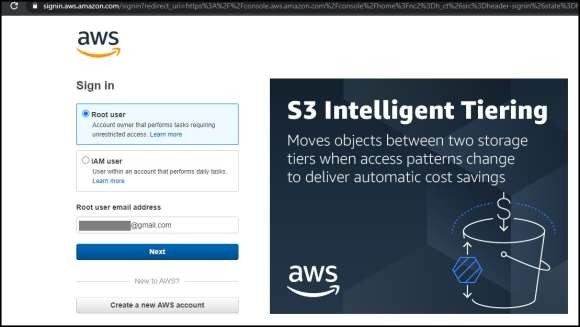 signin.aws.amazon.com/signin?redirect_uri=https%3A%2F%2Fconsole.aws.amazon.com%2Fconsole%2Fhome%3Fnc2%3Dh_ct%26src%3Dheader-signin%26state%3D
aws
Sign in
Root user
Account owner that performs tasks requiring
unrestricted access. Learn more
IAM user
User within an account that performs daily tasks.
Learn more
Root user email address
@gmail.com
Next
New to AWS?
Create a new AWS account
S3 Intelligent Tiering
Moves objects between two storage
tiers when access patterns change
to deliver automatic cost savings
$
aws